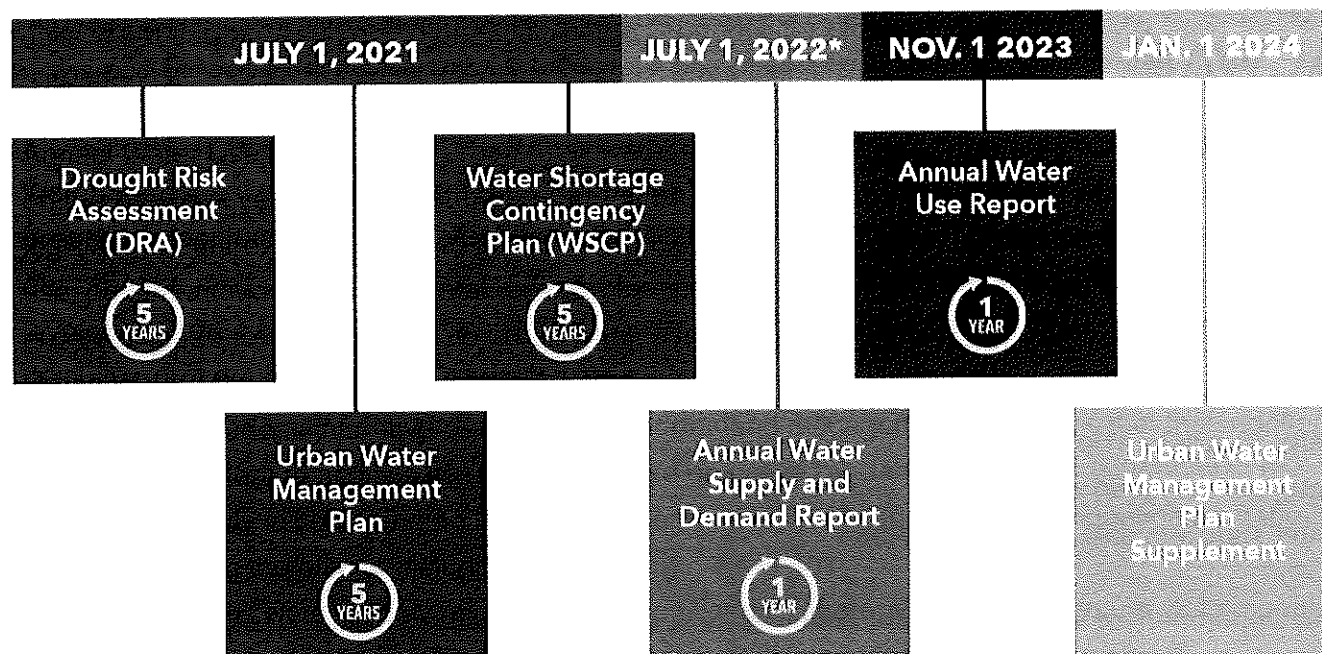 JULY 1, 2021
JULY 1, 2022*
NOV. 1 2023
JAN. 1 2024
Drought Risk
Assessment
(DRA)
5
YEARS
Urban Water
Management
Plan
5
YEARS
Water Shortage
Contingency
Plan (WSCP)
5
YEARS
Annual Water
Supply and
Demand Report
1
YEAR
Annual Water
Use Report
1
YEAR
Urban Water
Management
Plan
Supplement